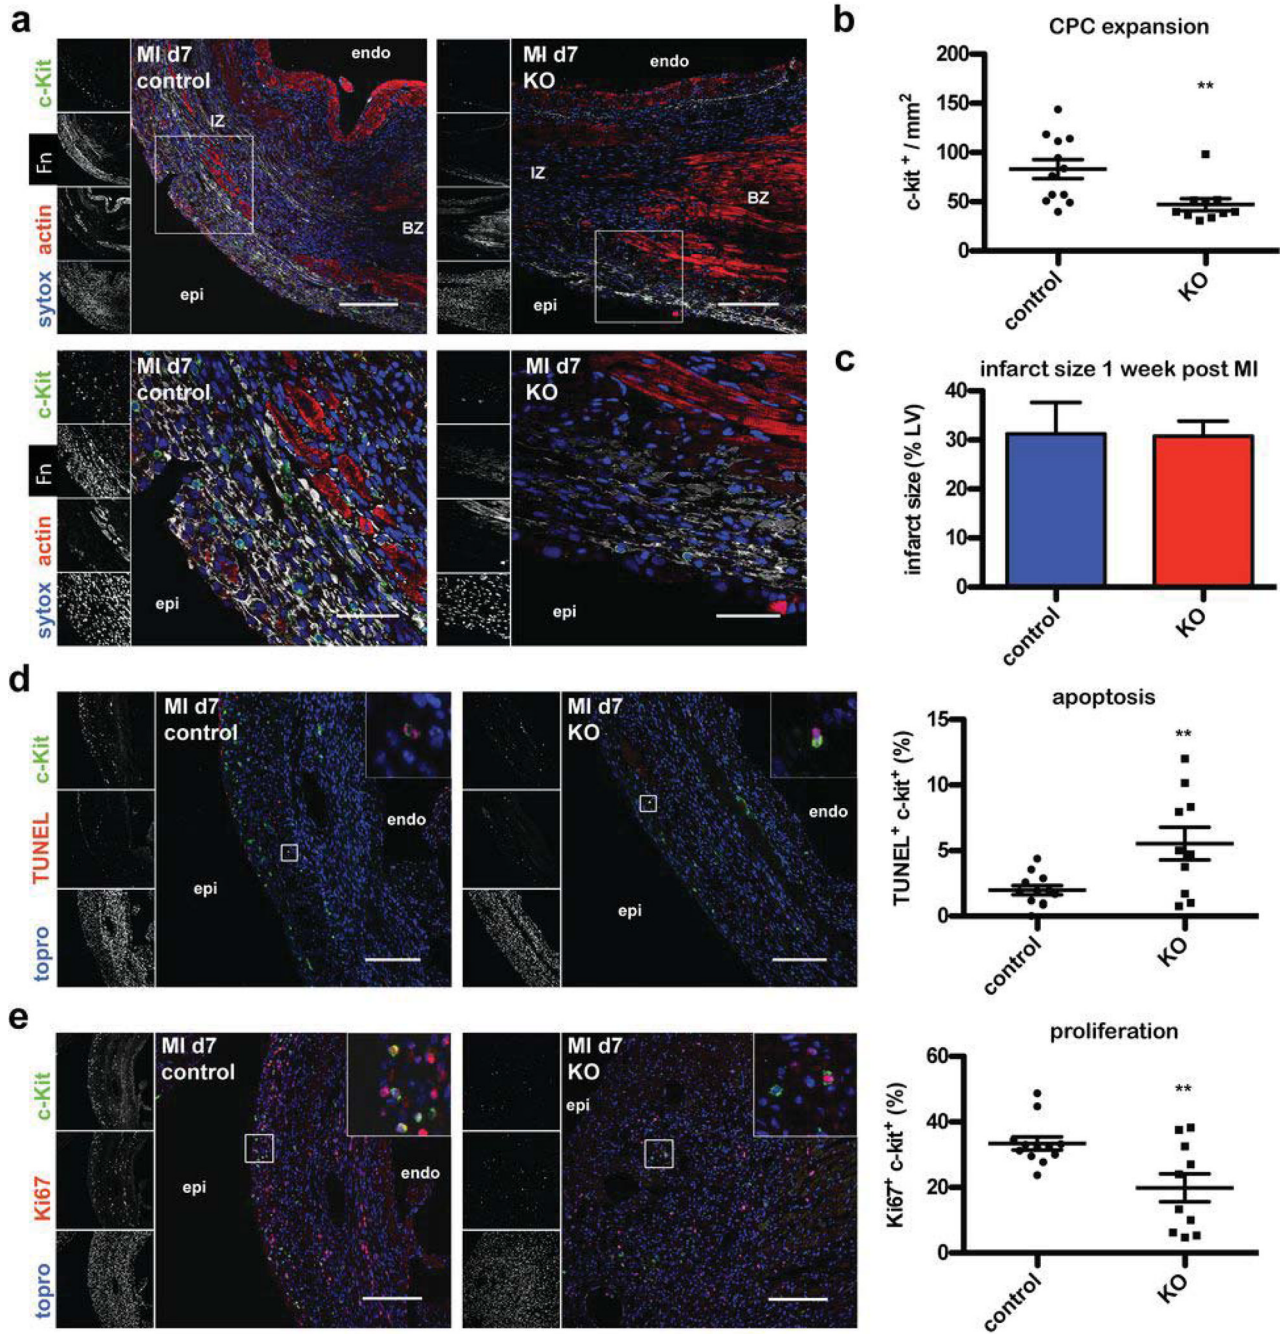 a
c-Kit
Fn
actin
sytox
MI d7
control
endo
IZ
BZ
epi
MI d7
KO
endo
IZ
BZ
epi
c-Kit
Fn
actin
sytox
MI d7
control
epi
MI d7
KO
epi
b
CPC expansion
c-kit + / mm2
200
150
100
50
0
**
control
KO
c
infarct size 1 week post MI
infarct size (% LV)
40
30
20
10
0
control
KO
d
c-Kit
TUNEL
topro
MI d7
control
endo
epi
MI d7
KO
endo
epi
apoptosis
TUNEL+ c-kit+ (%)
15
10
5
0
**
control
KO
e
c-Kit
Ki67
topro
MI d7
control
epi
endo
MI d7
KO
epi
proliferation
Ki67+ c-kit+ (%)
60
40
20
0
**
control
KO